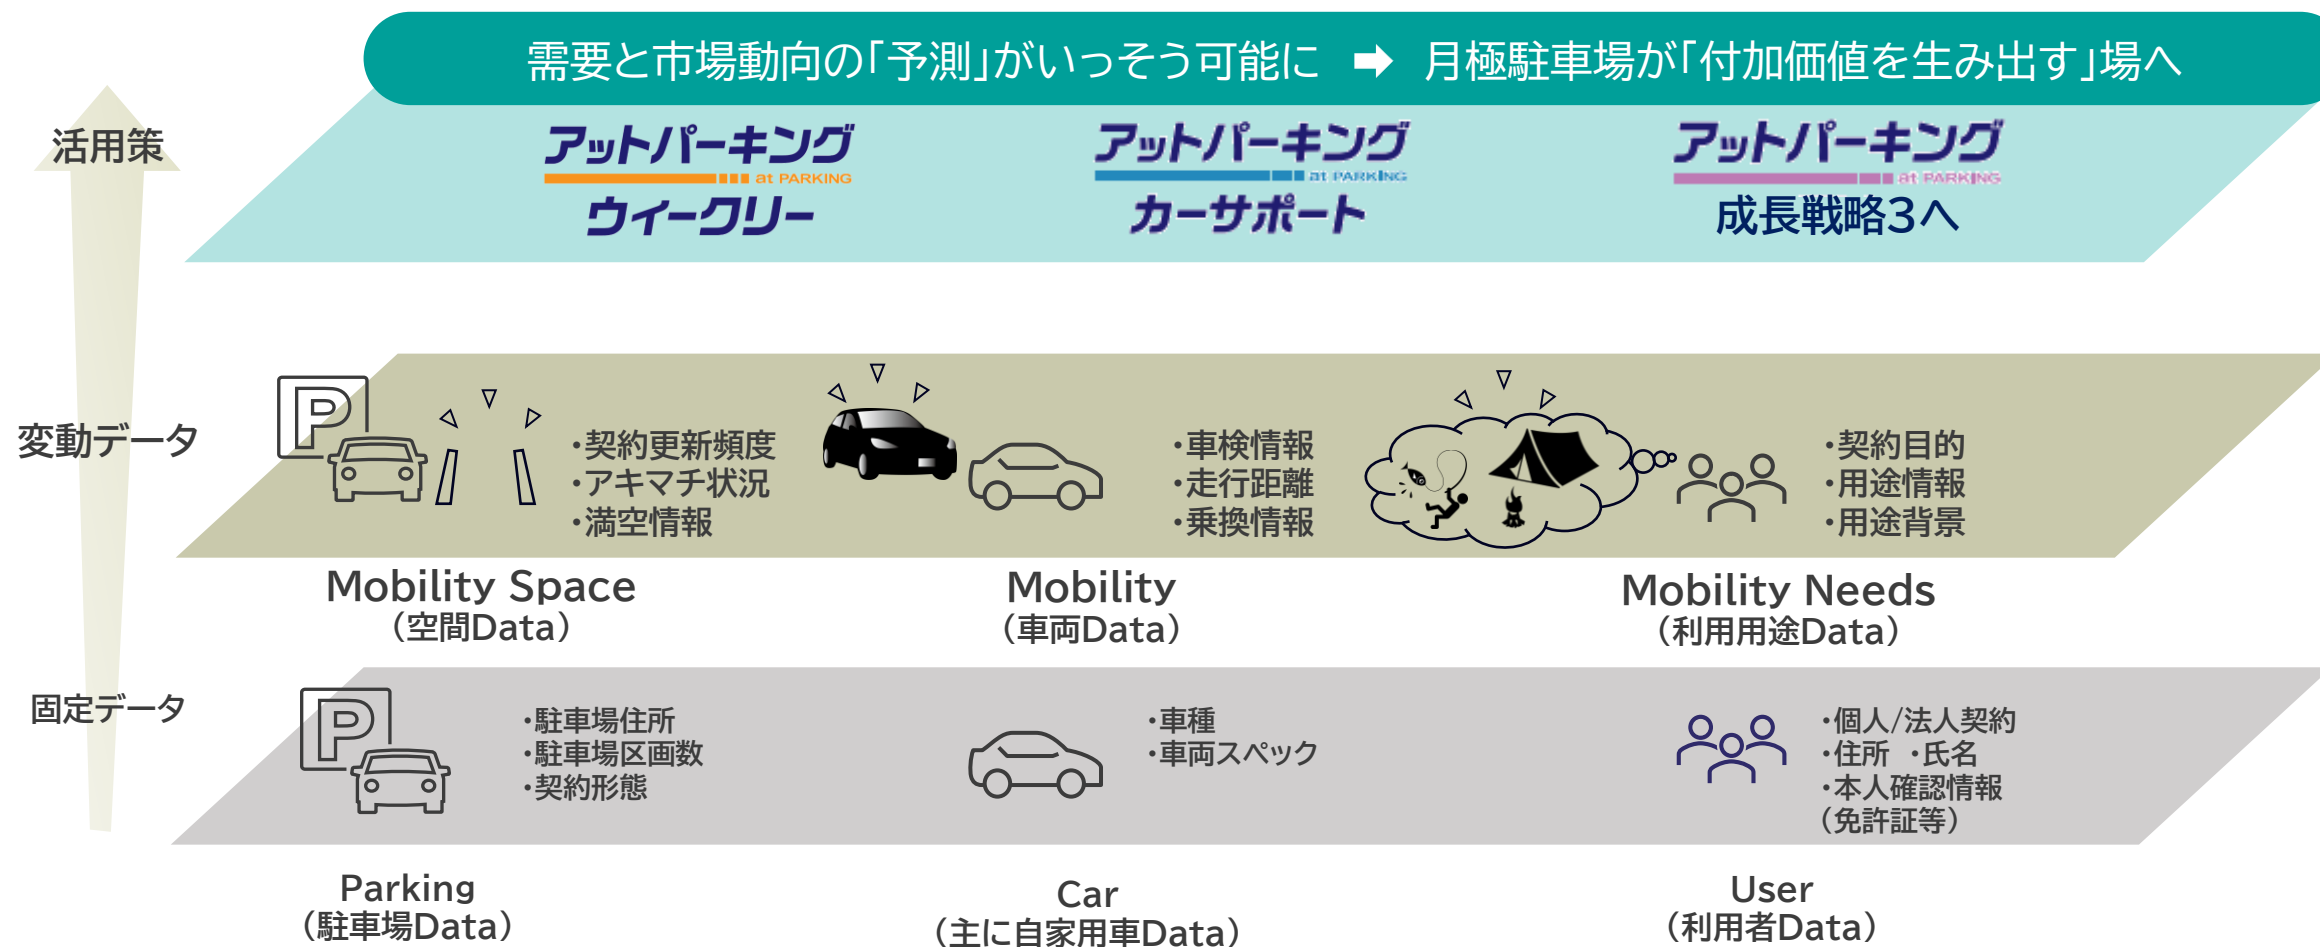 需要と市場動向の｢予測｣がいっそう可能に ➡ 月極駐車場が｢付加価値を生み出す｣場へ
活用策
アットパーキング
at PARKING
ウィークリー
アットパーキング
at PARKING
カーサポート
アットパーキング
at PARKING
成長戦略3へ
変動データ
P
・契約更新頻度
・アキマチ状況
・満空情報
・車検情報
・走行距離
・乗換情報
・契約目的
・用途情報
・用途背景
Mobility Space
（空間Data）
Mobility
（車両Data）
Mobility Needs
（利用用途Data）
固定データ
P
・駐車場住所
・駐車場区画数
・契約形態
・車種
・車両スペック
・個人/法人契約
・住所 ・氏名
・本人確認情報
（免許証等）
Parking
（駐車場Data）
Car
（主に自家用車Data）
User
（利用者Data）